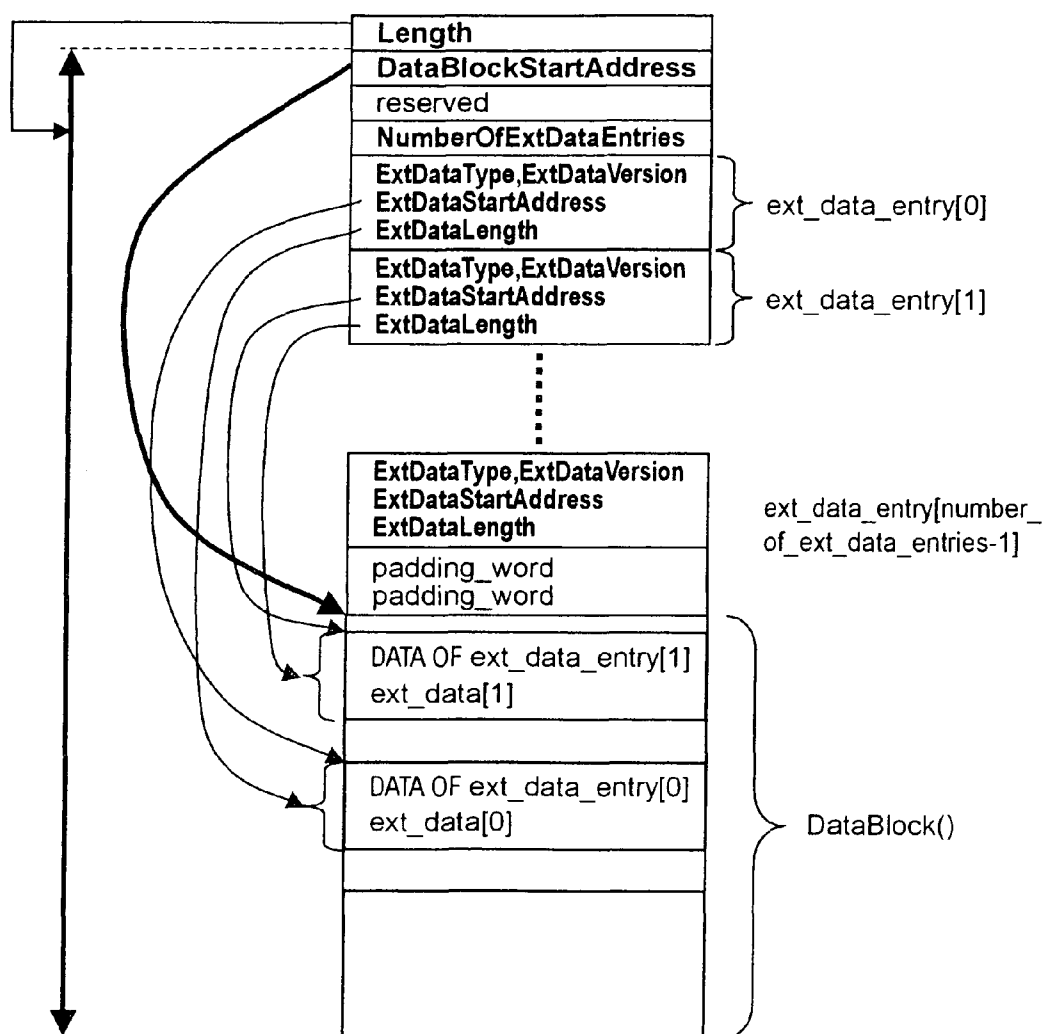 Length
DataBlockStartAddress
reserved
NumberOfExtDataEntries
ExtDataType,ExtDataVersion
ExtDataStartAddress
ExtDataLength
ext_data_entry[0]
ExtDataType,ExtDataVersion
ExtDataStartAddress
ExtDataLength
ext_data_entry[1]
ExtDataType,ExtDataVersion
ExtDataStartAddress
ExtDataLength
ext_data_entry[number_
of_ext_data_entries-1]
padding_word
padding_word
DATA OF ext_data_entry[1]
ext_data[1]
DATA OF ext_data_entry[0]
ext_data[0]
DataBlock()